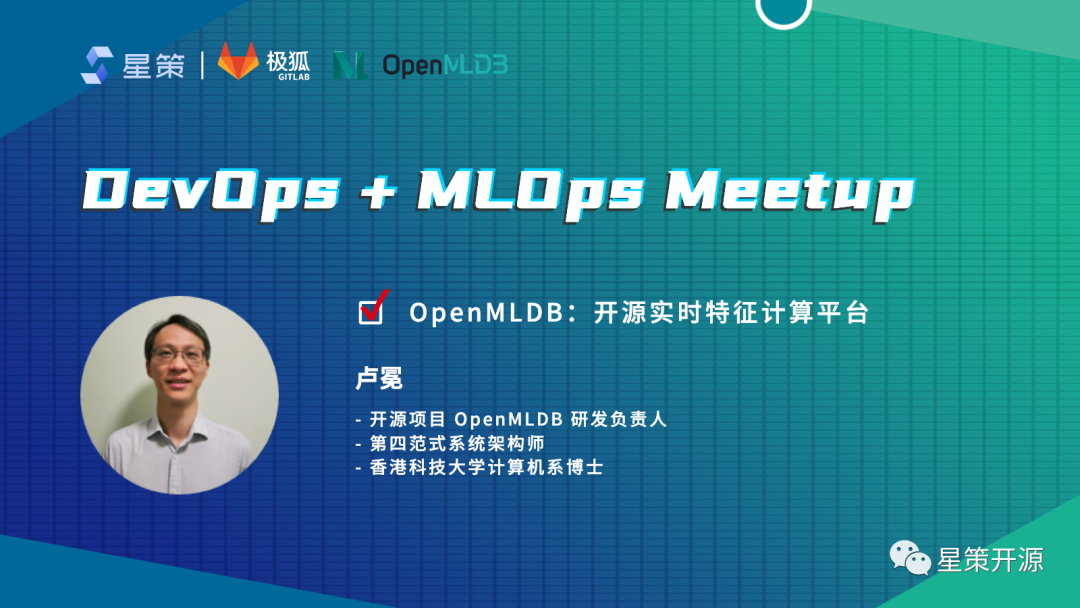 星策 | 极狐 GITLAB OpenMLDB
DevOps + MLOps Meetup
OpenMLDB：开源实时特征计算平台
卢冕
- 开源项目 OpenMLDB 研发负责人
- 第四范式系统架构师
- 香港科技大学计算机系博士
星策开源